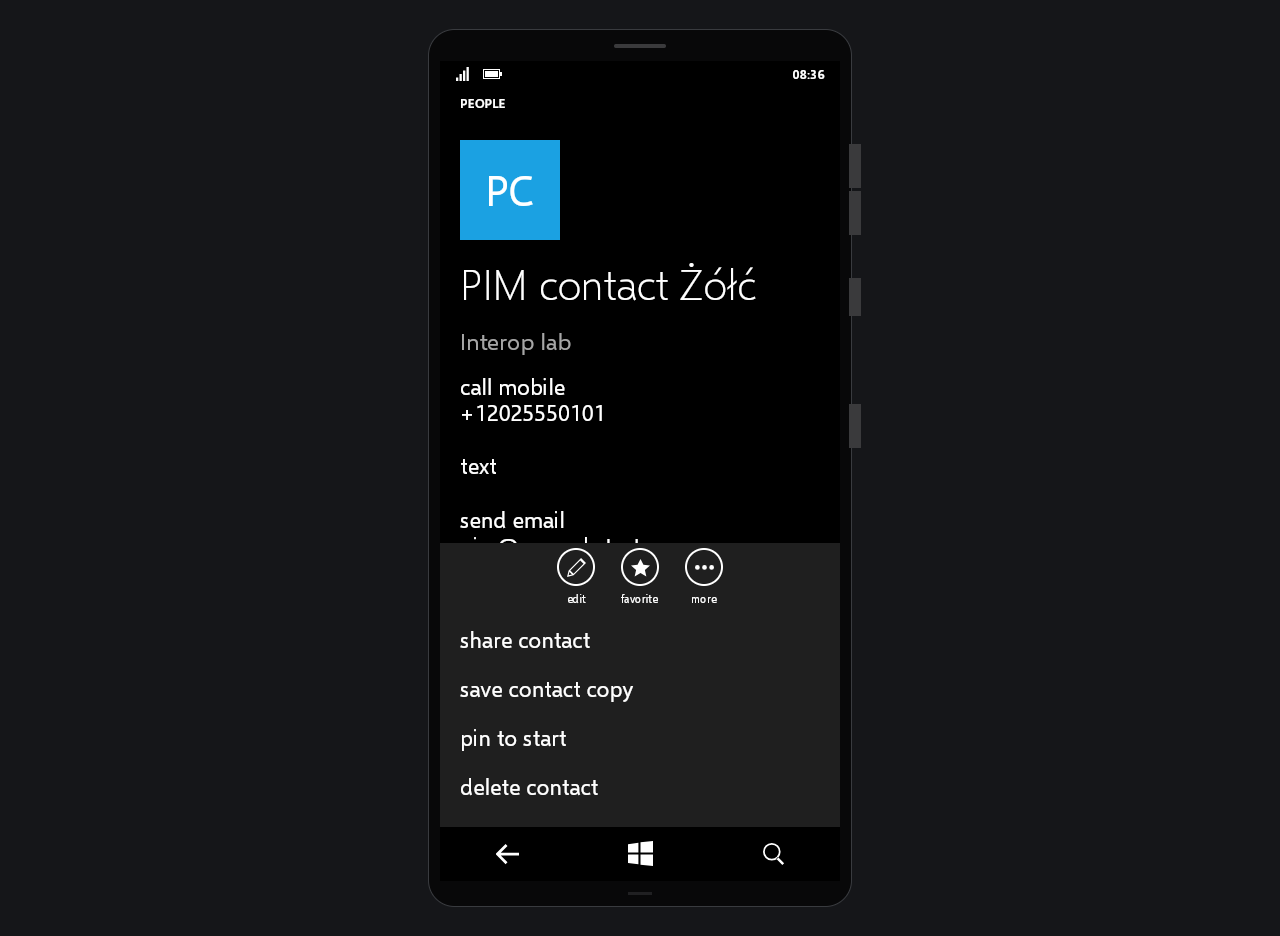 08:36
PEOPLE
PC
PIM contact Żółć
Interop lab
call mobile
+12025550101
text
send email
edit
favorite
more
share contact
save contact copy
pin to start
delete contact